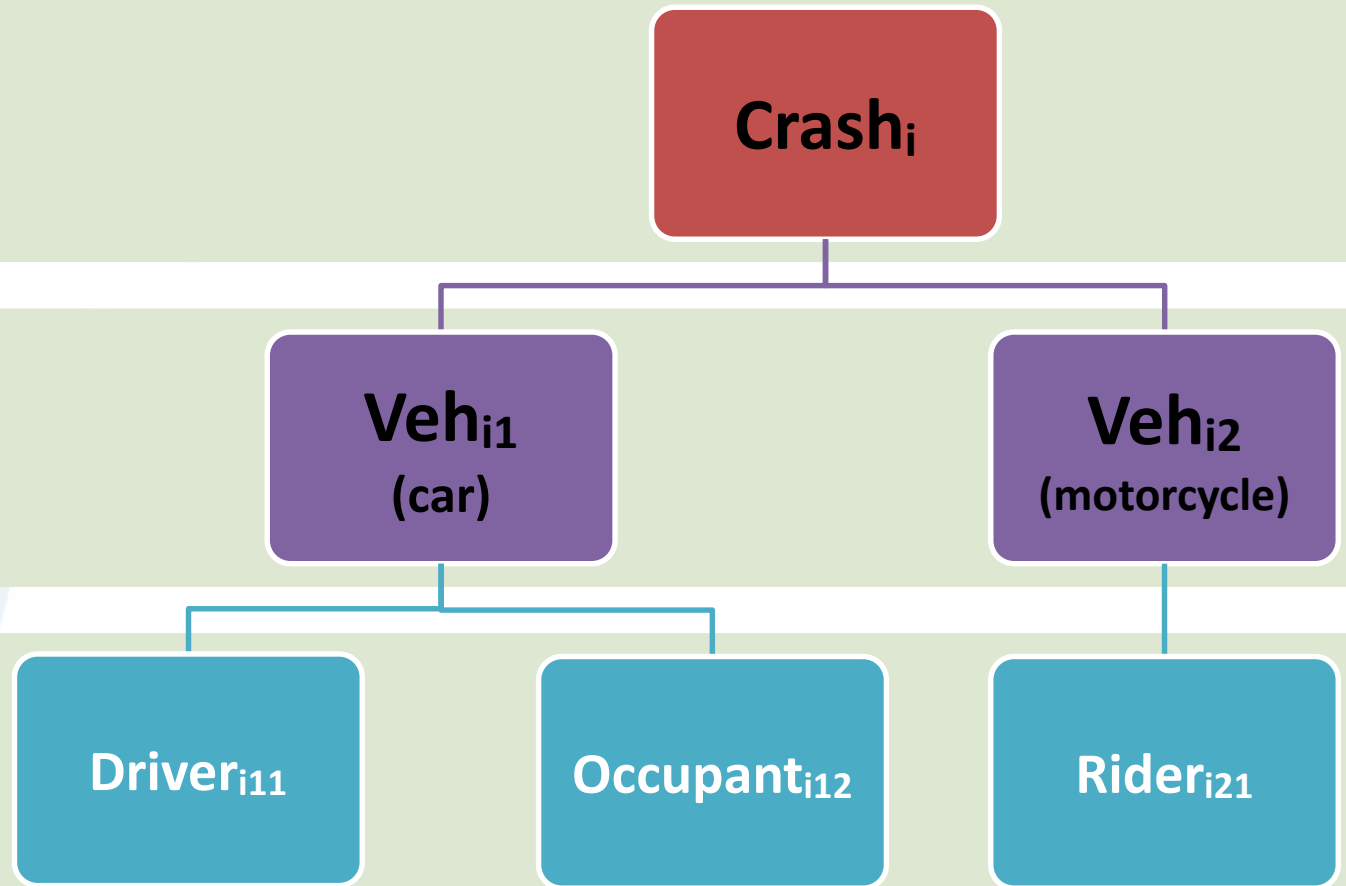 Crashi
Vehi1
(car)
Vehi2
(motorcycle)
Driveri11
Occupanti12
Rideri21